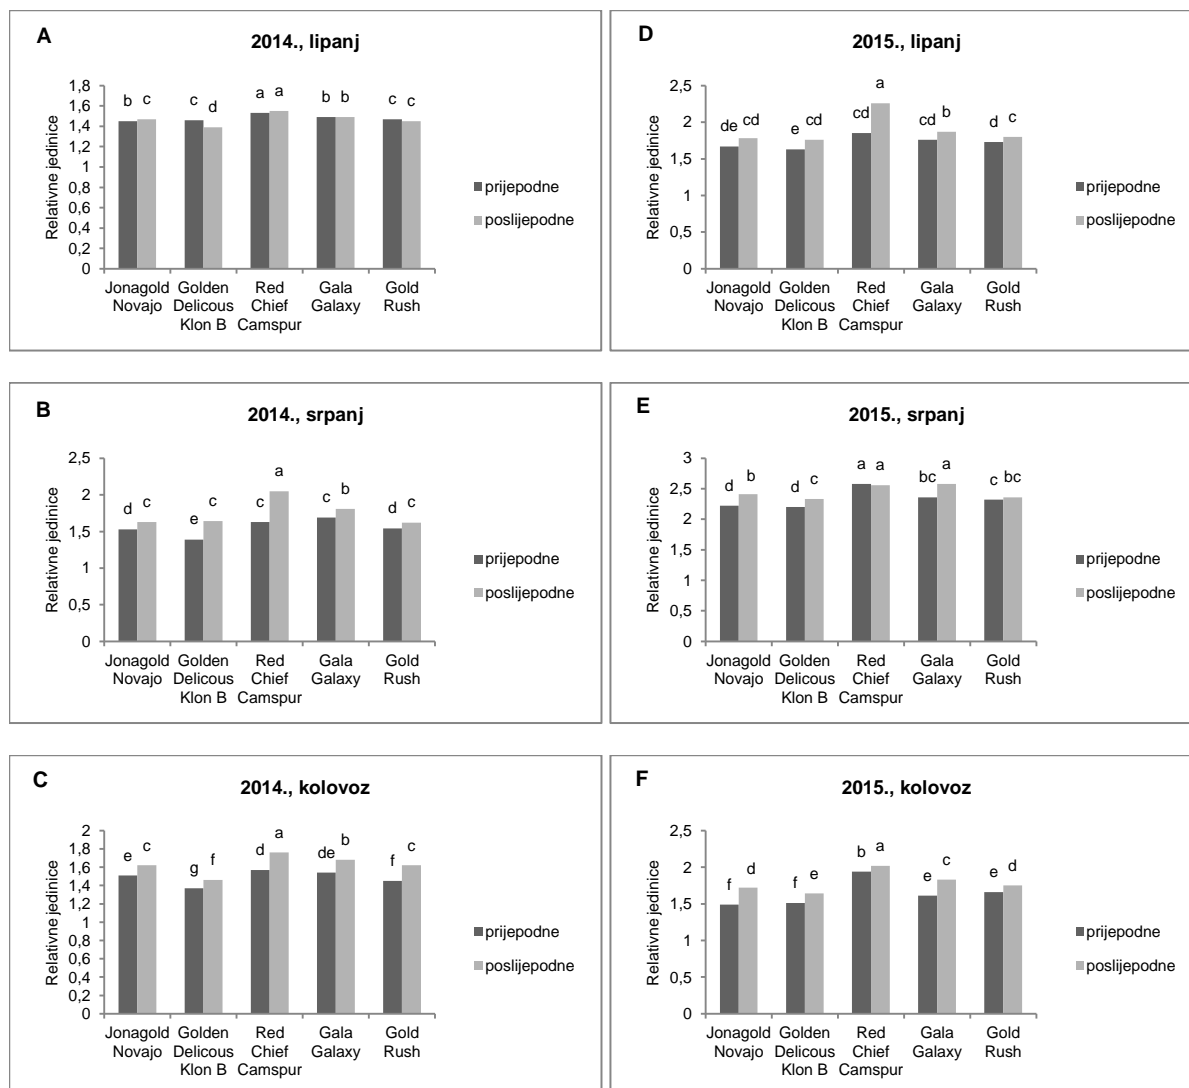 A
2014., lipanj
Relativne jedinice
1,8
1,6
1,4
1,2
1
0,8
0,6
0,4
0,2
0
b c c d a a b b c c
Jonagold Novajo
Golden Delicous Klon B
Red Chief Camspur
Gala Galaxy
Gold Rush
prijepodne
poslijepodne
D
2015., lipanj
Relativne jedinice
2,5
2
1,5
1
0,5
0
de cd e cd cd a cd b d c
Jonagold Novajo
Golden Delicous Klon B
Red Chief Camspur
Gala Galaxy
Gold Rush
prijepodne
poslijepodne
B
2014., srpanj
Relativne jedinice
2,5
2
1,5
1
0,5
0
d c e c c a c b d c
Jonagold Novajo
Golden Delicous Klon B
Red Chief Camspur
Gala Galaxy
Gold Rush
prijepodne
poslijepodne
E
2015., srpanj
Relativne jedinice
3
2,5
2
1,5
1
0,5
0
d b d c a a bc a c bc
Jonagold Novajo
Golden Delicous Klon B
Red Chief Camspur
Gala Galaxy
Gold Rush
prijepodne
poslijepodne
C
2014., kolovoz
Relativne jedinice
2
1,8
1,6
1,4
1,2
1
0,8
0,6
0,4
0,2
0
e c g f d a de b f c
Jonagold Novajo
Golden Delicous Klon B
Red Chief Camspur
Gala Galaxy
Gold Rush
prijepodne
poslijepodne
F
2015., kolovoz
Relativne jedinice
2,5
2
1,5
1
0,5
0
f d f e b a e c e d
Jonagold Novajo
Golden Delicous Klon B
Red Chief Camspur
Gala Galaxy
Gold Rush
prijepodne
poslijepodne